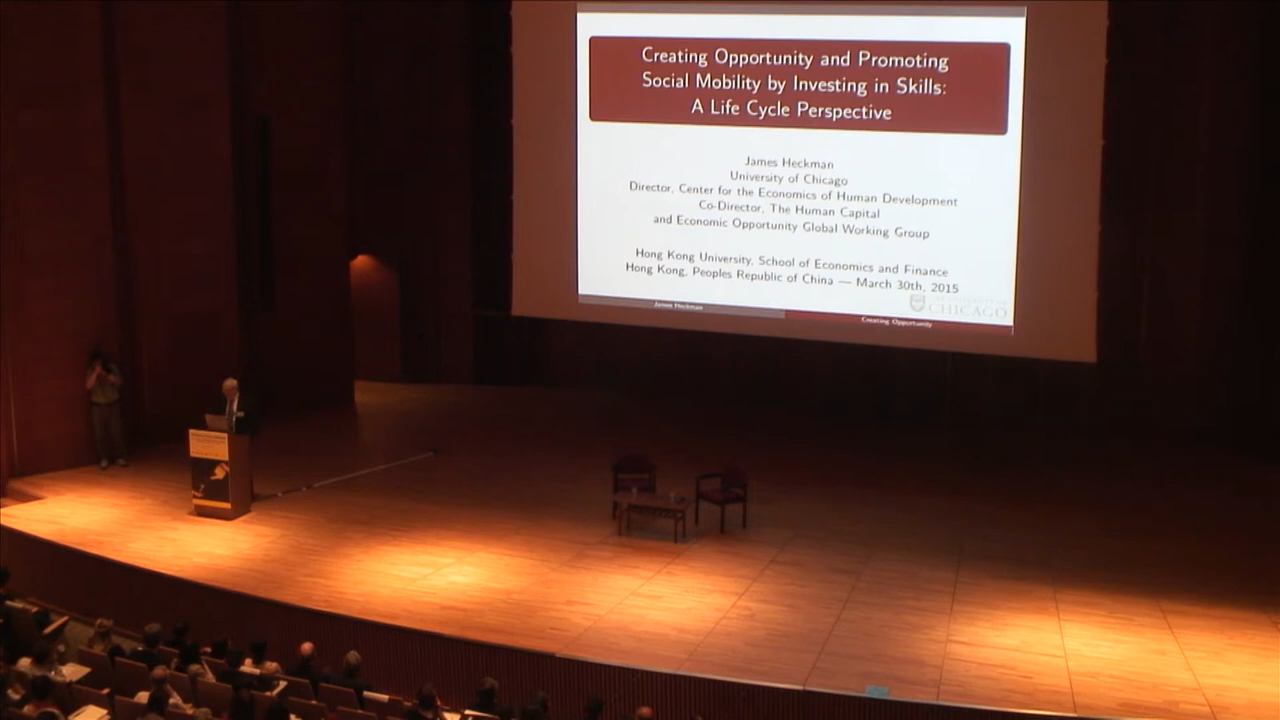 Creating Opportunity and Promoting
Social Mobility by Investing in Skills:
A Life Cycle Perspective
James Heckman
University of Chicago
Director, Center for the Economics of Human Development
Co-Director, The Human Capital
and Economic Opportunity Global Working Group
Hong Kong University, School of Economics and Finance
Hong Kong, Peoples Republic of China — March 30th, 2015
CHICAGO
James Heckman
Creating Opportunity